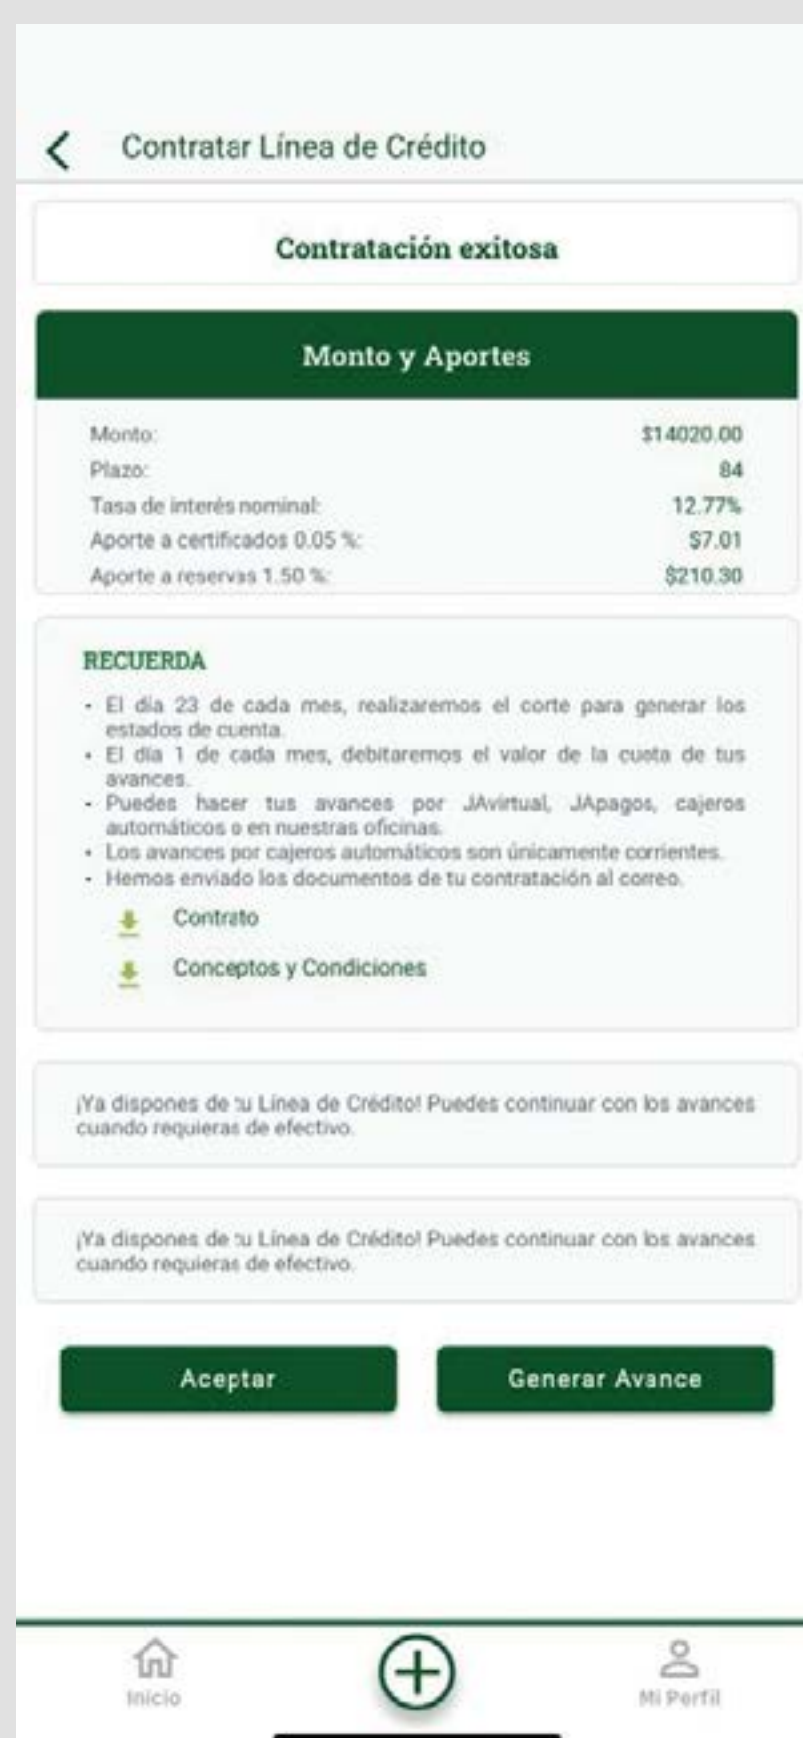 Contratar Línea de Crédito
Contratación exitosa
Monto y Aportes
Monto: $14020.00
Plazo: 84
Tasa de interés nominal: 12.77%
Aporte a certificados 0.05 %: $7.01
Aporte a reservas 1.50 %: $210.30
RECUERDA
• El día 23 de cada mes, realizaremos el corte para generar los
estados de cuenta.
• El día 1 de cada mes, debitaremos el valor de la cuota de tus
avances.
• Puedes hacer tus avances por JAvirtual, JApagos, cajeros
automáticos o en nuestras oficinas.
• Los avances por cajeros automáticos son únicamente corrientes.
• Hemos enviado los documentos de tu contratación al correo.
Contrato
Conceptos y Condiciones
¡Ya dispones de tu Línea de Crédito! Puedes continuar con los avances
cuando requieras de efectivo.
¡Ya dispones de tu Línea de Crédito! Puedes continuar con los avances
cuando requieras de efectivo.
Aceptar Generar Avance
Inicio Mi Perfil